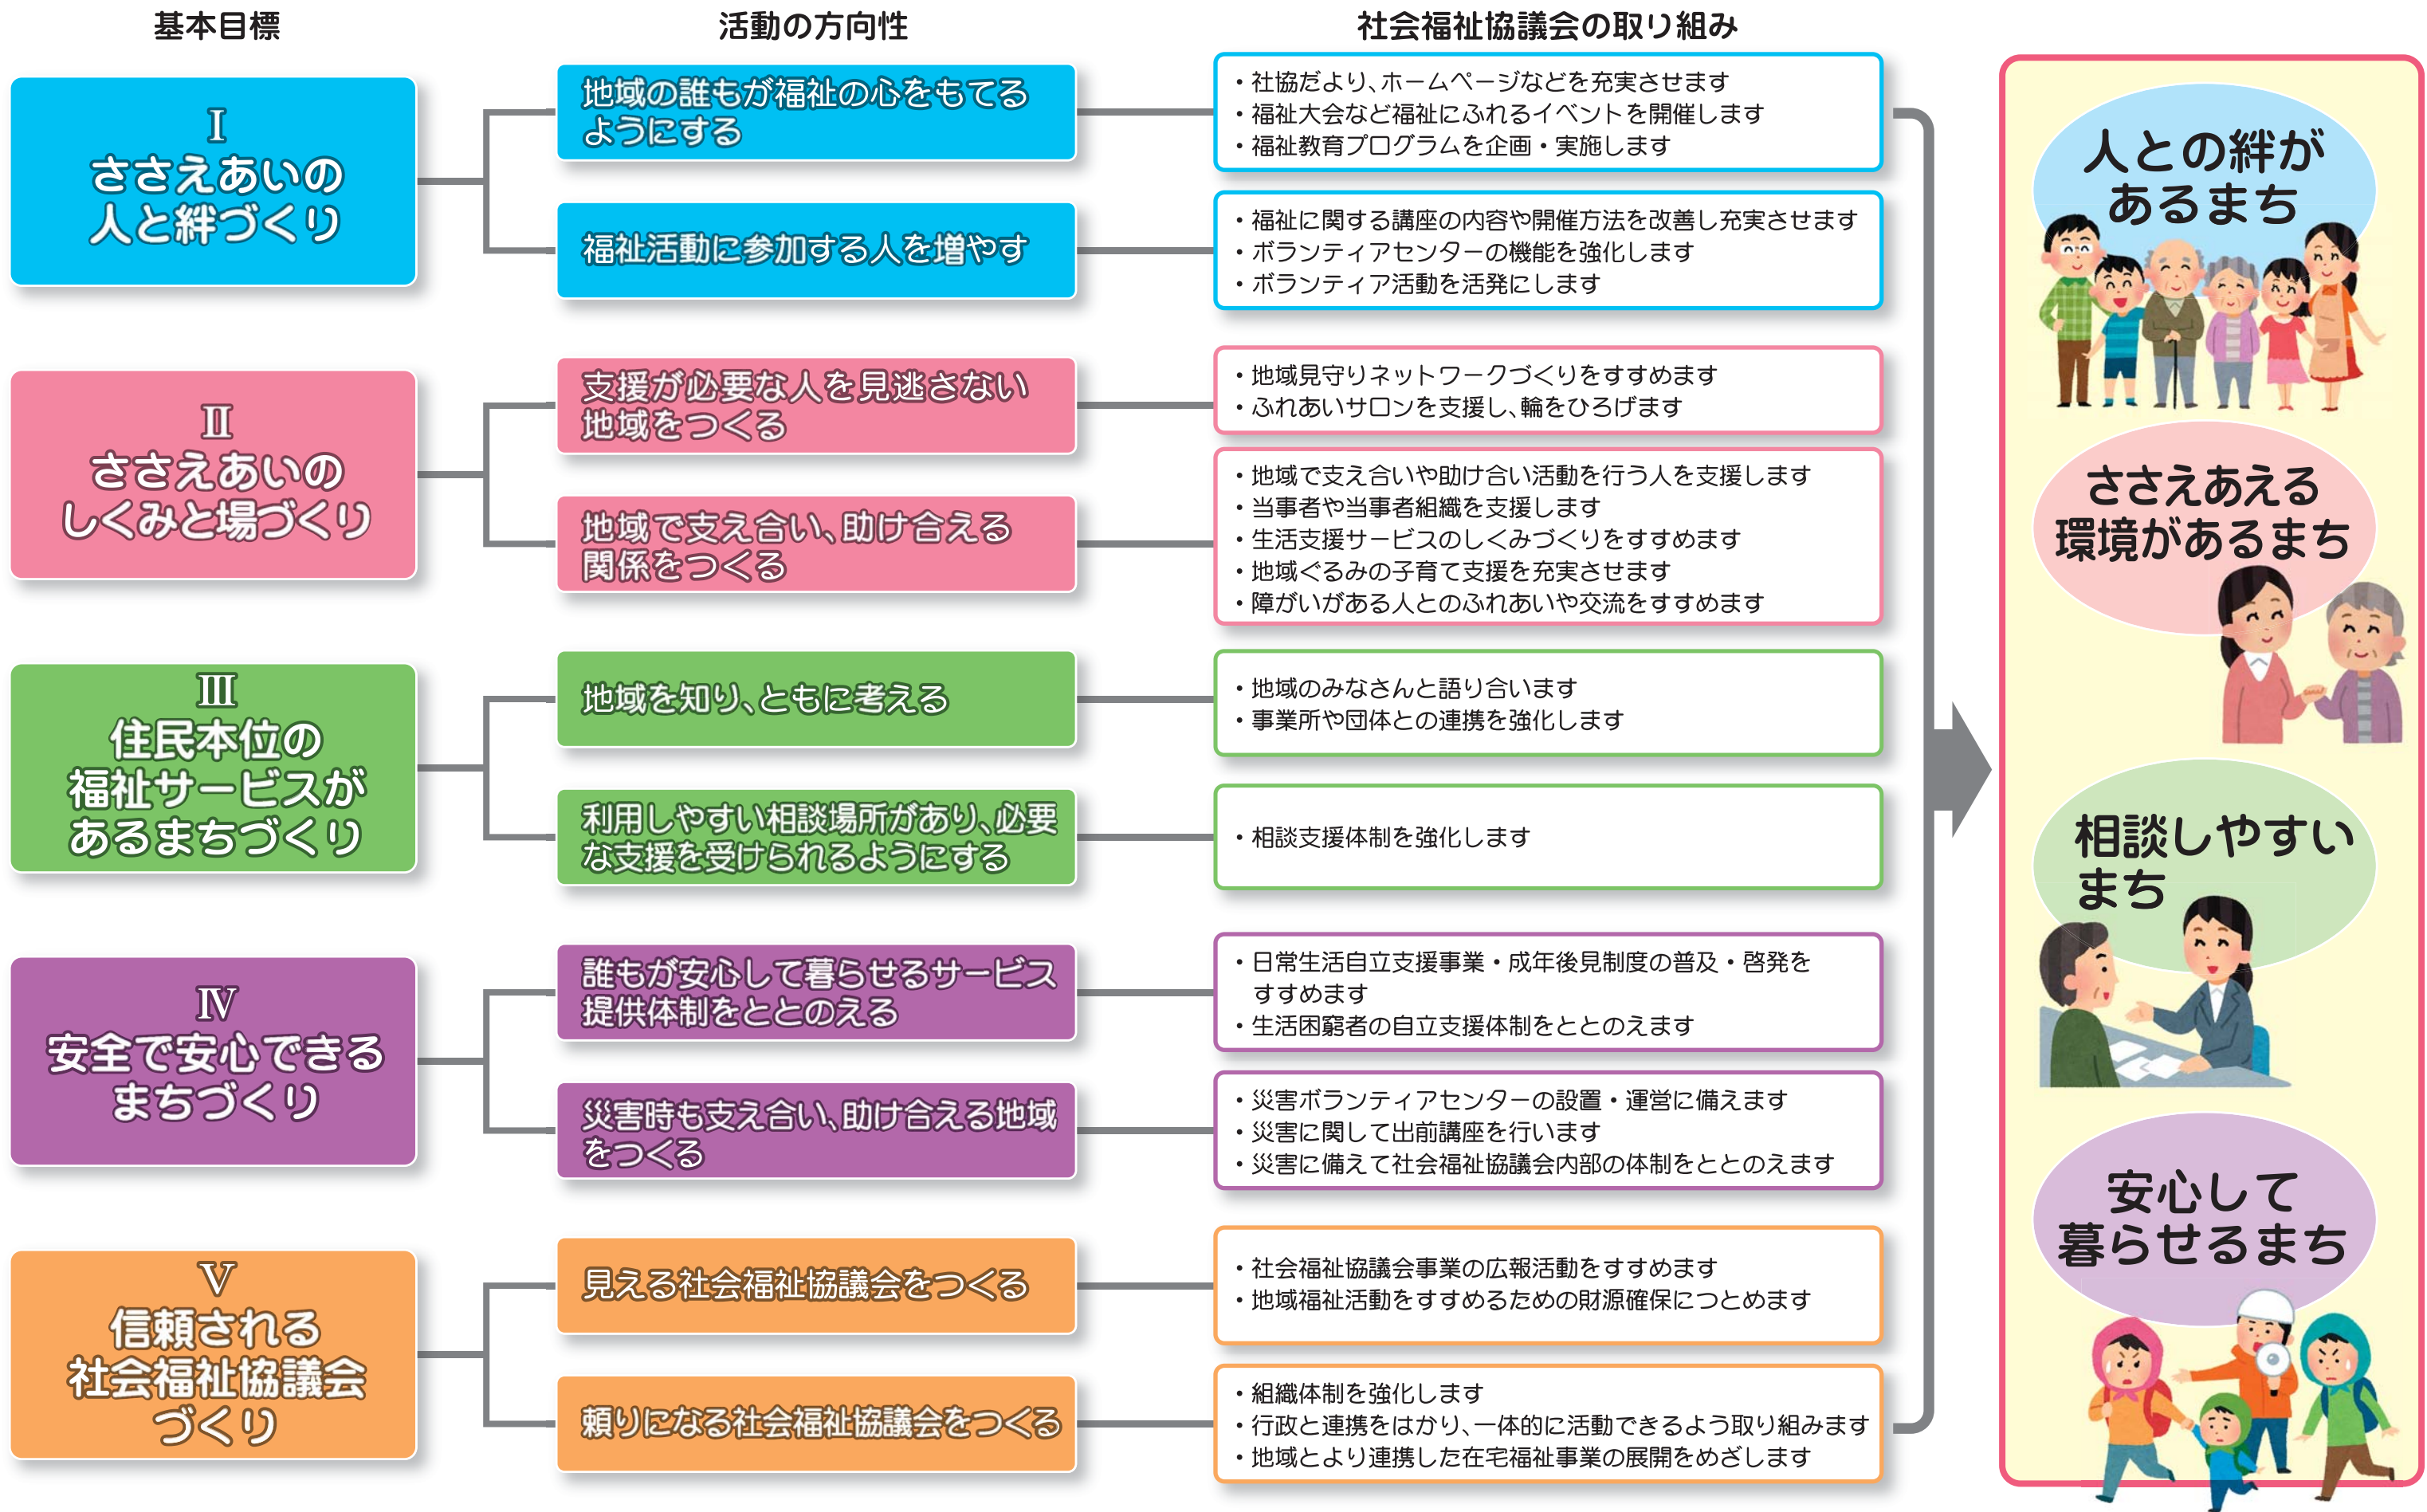 基本目標
活動の方向性
社会福祉協議会の取り組み
Ⅰ
ささえあいの
人と絆づくり
地域の誰もが福祉の心をもてる
ようにする
・社協だより、ホームページなどを充実させます
・福祉大会など福祉にふれるイベントを開催します
・福祉教育プログラムを企画・実施します
福祉活動に参加する人を増やす
・福祉に関する講座の内容や開催方法を改善し充実させます
・ボランティアセンターの機能を強化します
・ボランティア活動を活発にします
Ⅱ
ささえあいの
しくみと場づくり
支援が必要な人を見逃さない
地域をつくる
・地域見守りネットワークづくりをすすめます
・ふれあいサロンを支援し、輪をひろげます
地域で支え合い、助け合える
関係をつくる
・地域で支え合いや助け合い活動を行う人を支援します
・当事者や当事者組織を支援します
・生活支援サービスのしくみづくりをすすめます
・地域ぐるみの子育て支援を充実させます
・障がいがある人とのふれあいや交流をすすめます
Ⅲ
住民本位の
福祉サービスが
あるまちづくり
地域を知り、ともに考える
・地域のみなさんと語り合います
・事業所や団体との連携を強化します
利用しやすい相談場所があり、必要
な支援を受けられるようにする
・相談支援体制を強化します
Ⅳ
安全で安心できる
まちづくり
誰もが安心して暮らせるサービス
提供体制をととのえる
・日常生活自立支援事業・成年後見制度の普及・啓発を
すすめます
・生活困窮者の自立支援体制をととのえます
災害時も支え合い、助け合える地域
をつくる
・災害ボランティアセンターの設置・運営に備えます
・災害に関して出前講座を行います
・災害に備えて社会福祉協議会内部の体制をととのえます
Ⅴ
信頼される
社会福祉協議会
づくり
見える社会福祉協議会をつくる
・社会福祉協議会事業の広報活動をすすめます
・地域福祉活動をすすめるための財源確保につとめます
頼りになる社会福祉協議会をつくる
・組織体制を強化します
・行政と連携をはかり、一体的に活動できるよう取り組みます
・地域とより連携した在宅福祉事業の展開をめざします
人との絆が
あるまち
ささえあえる
環境があるまち
相談しやすい
まち
安心して
暮らせるまち